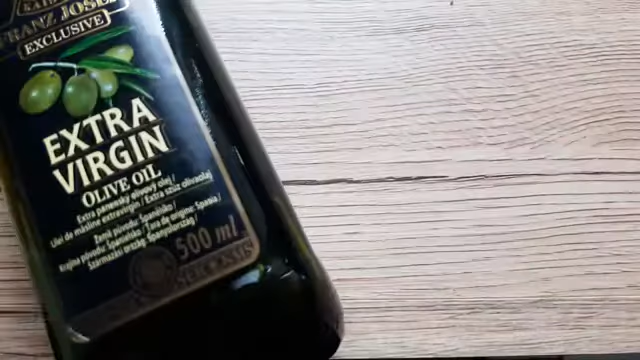 FRANZ JOSEF
EXCLUSIVE
EXTRA
VIRGIN
OLIVE OIL
Extra panenský olivový olej
Ulei de măsline extravirgin / Extra szűz olívaolaj
Země původu: Španělsko /
Krajina pôvodu: Španielsko / Țara de origine: Spania /
Származási ország: Spanyolország /
500 ml